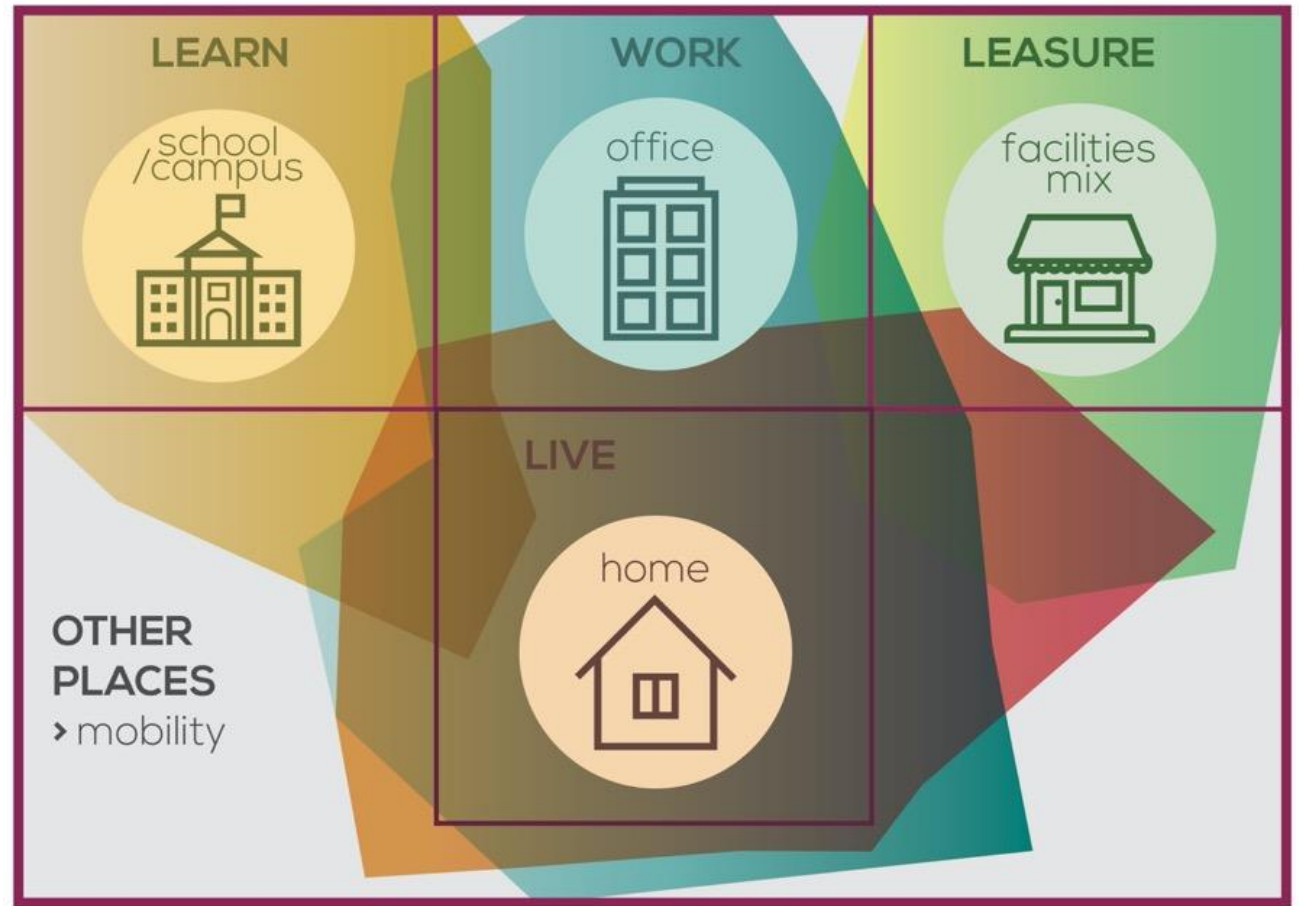 LEARN
school
/campus
WORK
office
LEASURE
facilities
mix
LIVE
home
OTHER
PLACES
> mobility